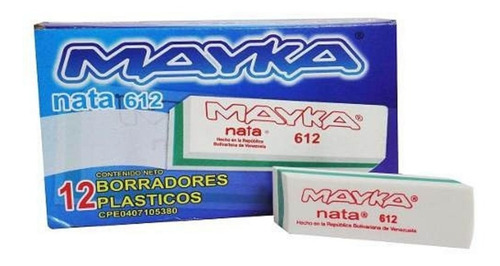 MAYKA
nata 612
MAYKA®
nata® 612
Hecho en la República
Bolivariana de Venezuela
CONTENIDO NETO
12 BORRADORES
PLASTICOS
CPE0407105380
MAYKA®
nata® 612
Hecho en la República Bolivariana de Venezuela